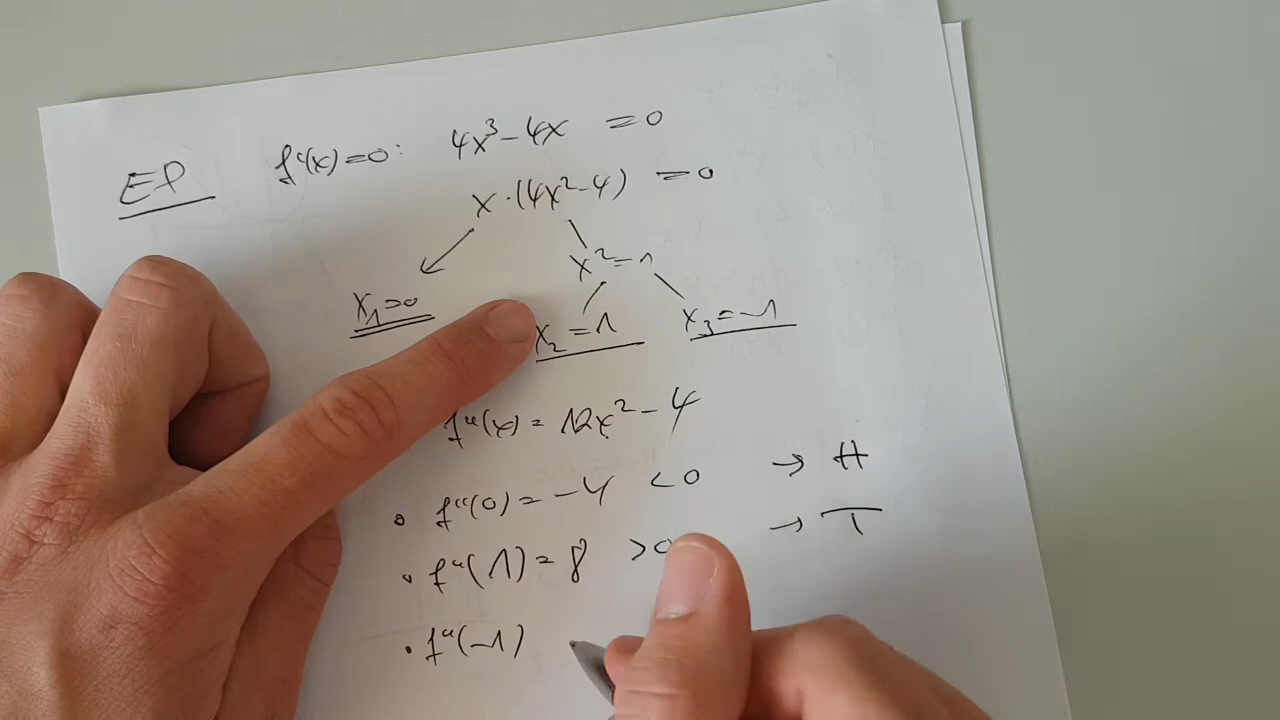 EP f'(x)=0: 4x³-4x =0
x·(4x²-4) =0
x²=1
x₁=0 x₂=1 x₃=-1
f''(x)=12x²-4
• f''(0)=-4 <0 → H
• f''(1)=8 >0 → T
• f''(-1)